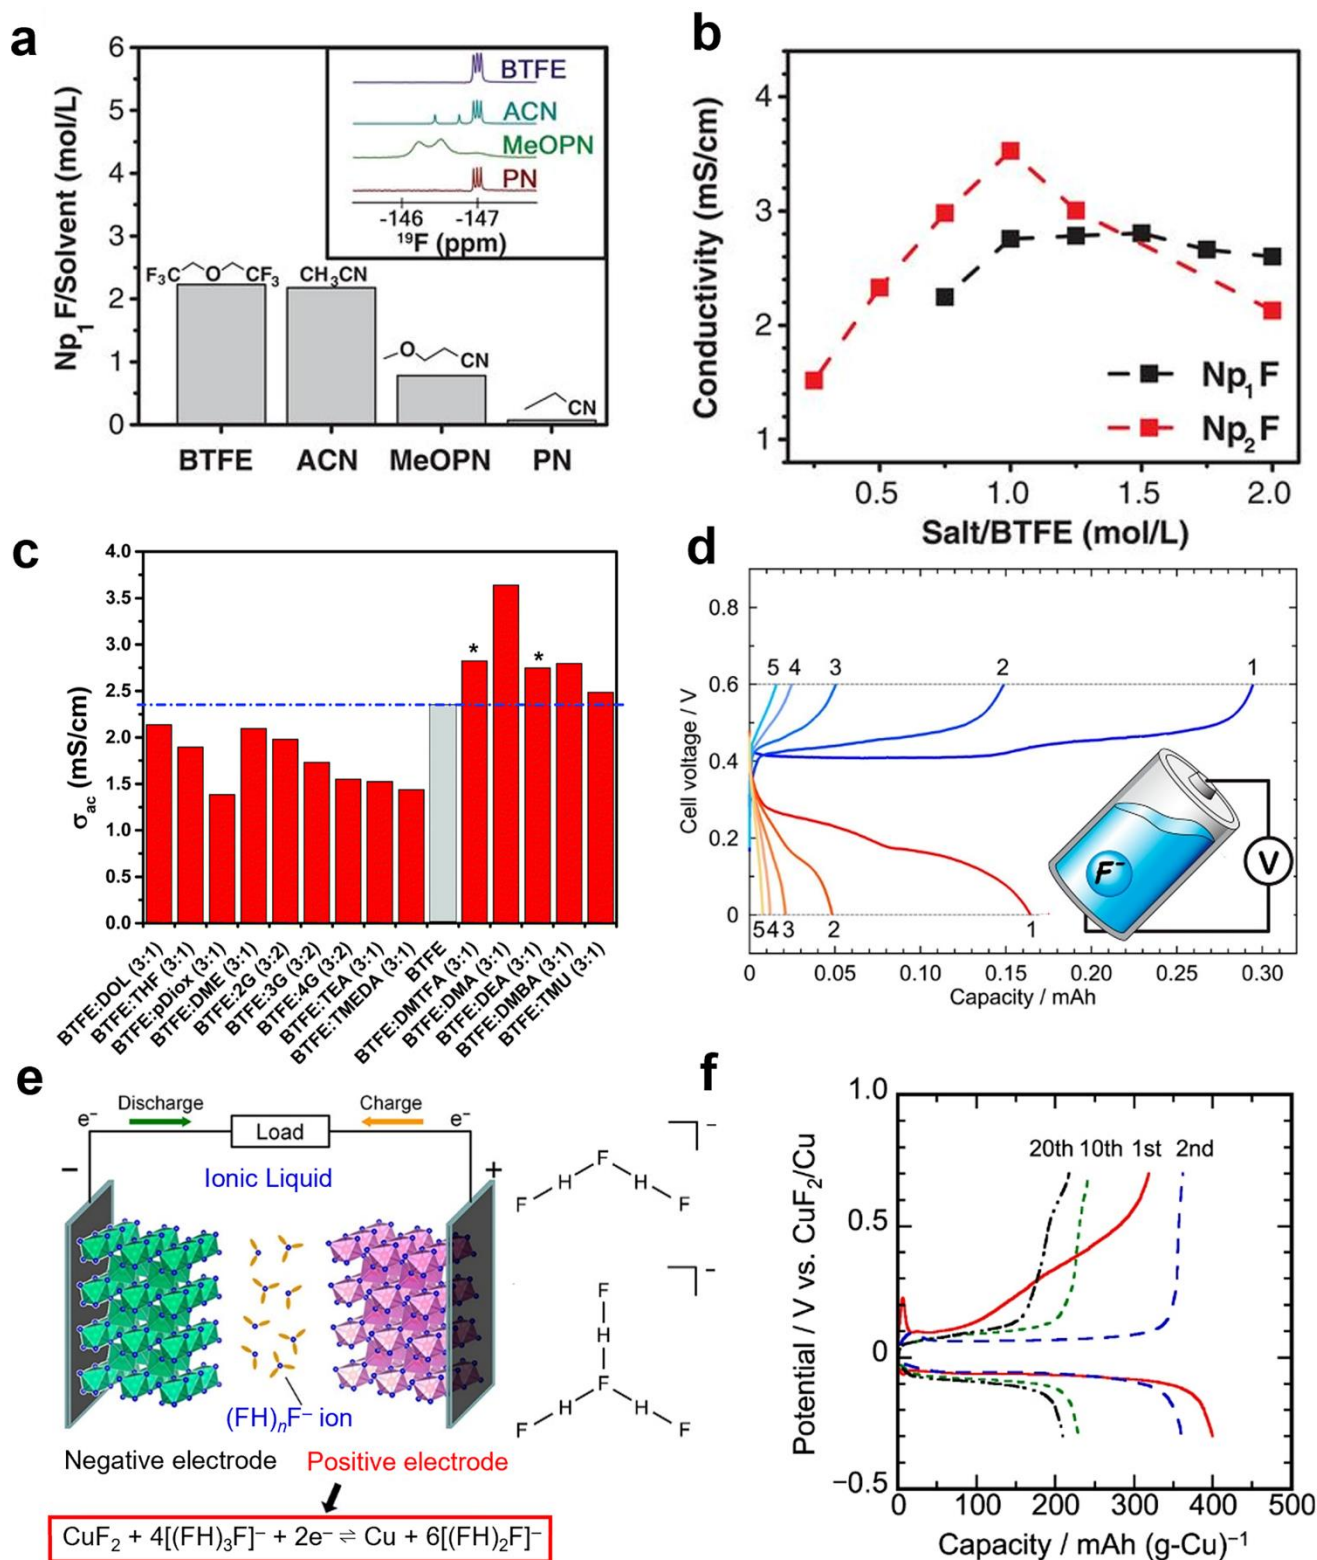 a
Np1F/Solvent (mol/L)
6
5
4
3
2
1
0
BTFE
ACN
MeOPN
PN
-146
-147
19F (ppm)
F3C O CF3
CH3CN
O CN
CN
BTFE ACN MeOPN PN
b
Conductivity (mS/cm)
4
3
2
1
Np1F
Np2F
0.5 1.0 1.5 2.0
Salt/BTFE (mol/L)
c
σac (mS/cm)
4.0
3.5
3.0
2.5
2.0
1.5
1.0
0.5
0.0
* *
BTFE:DOL (3:1)
BTFE:THF (3:1)
BTFE:pDiox (3:1)
BTFE:DME (3:1)
BTFE:2G (3:2)
BTFE:3G (3:2)
BTFE:4G (3:2)
BTFE:TEA (3:1)
BTFE:TMEDA (3:1)
BTFE
BTFE:DMTFA (3:1)
BTFE:DMA (3:1)
BTFE:DEA (3:1)
BTFE:DMBA (3:1)
BTFE:TMU (3:1)
d
Cell voltage / V
0.8
0.6
0.4
0.2
0
5 4 3 2 1
5 4 3 2 1
F−
V
0 0.05 0.10 0.15 0.20 0.25 0.30
Capacity / mAh
e
Discharge Charge
e− Load e−
− +
Ionic Liquid
(FH)nF− ion
Negative electrode Positive electrode
CuF2 + 4[(FH)3F]− + 2e− ⇌ Cu + 6[(FH)2F]−
F
H H
F F
−
F
H
F
H H
F F
−
f
Potential / V vs. CuF2/Cu
1.0
0.5
0
−0.5
20th 10th 1st 2nd
0 100 200 300 400 500
Capacity / mAh (g-Cu)−1